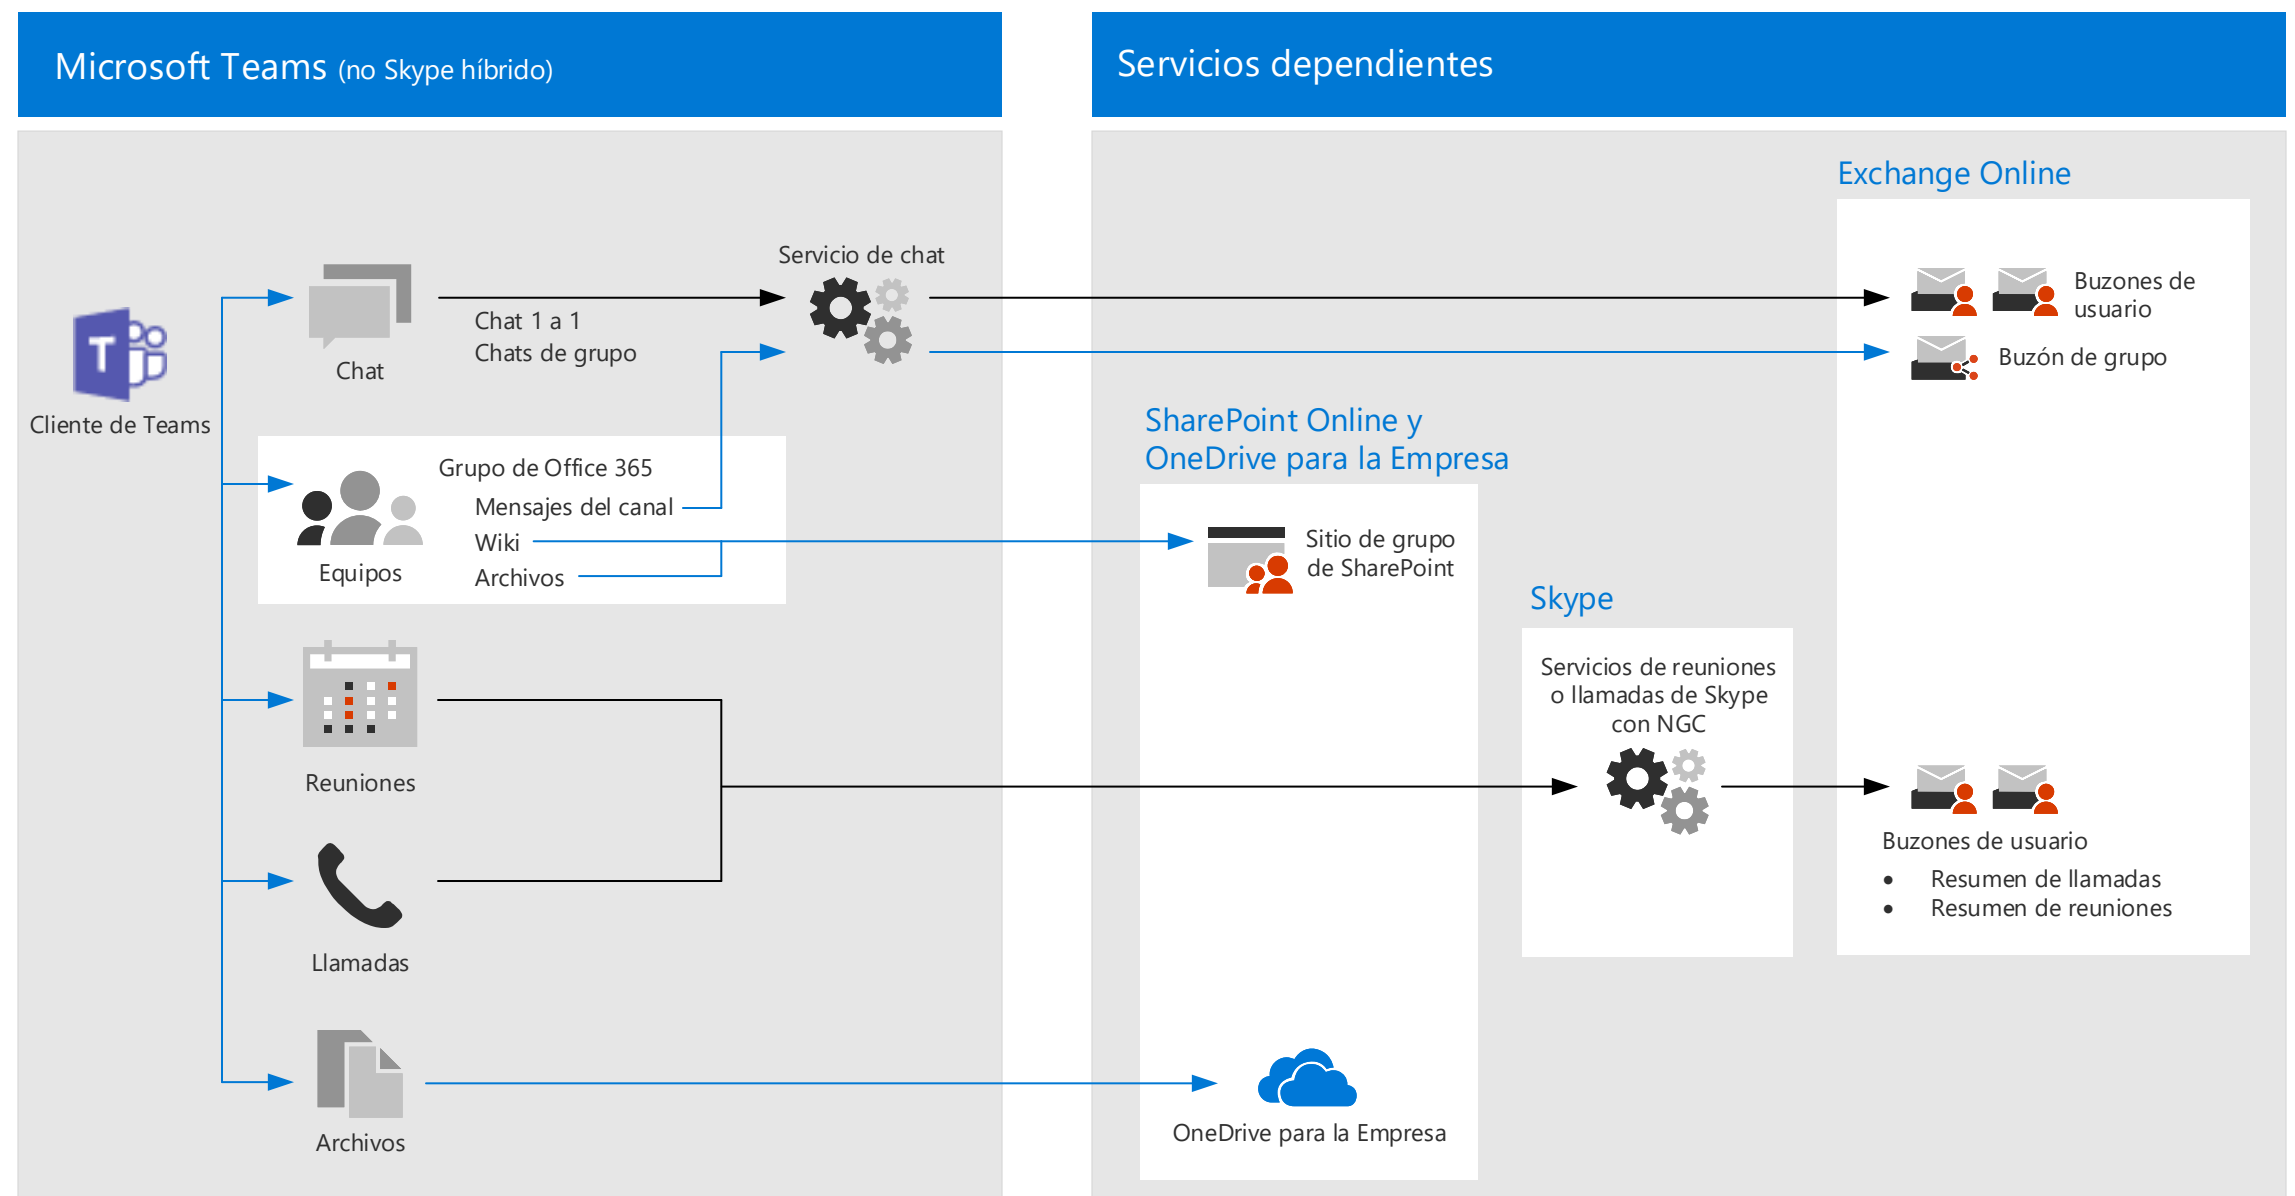 Microsoft Teams (no Skype híbrido)
Servicios dependientes
Exchange Online
Servicio de chat
Chat 1 a 1
Chats de grupo
Chat
T
Cliente de Teams
Buzones de
usuario
Buzón de grupo
SharePoint Online y
OneDrive para la Empresa
Grupo de Office 365
Mensajes del canal
Wiki
Archivos
Equipos
Sitio de grupo
de SharePoint
Skype
Servicios de reuniones
o llamadas de Skype
con NGC
Reuniones
Buzones de usuario
• Resumen de llamadas
• Resumen de reuniones
Llamadas
Archivos
OneDrive para la Empresa